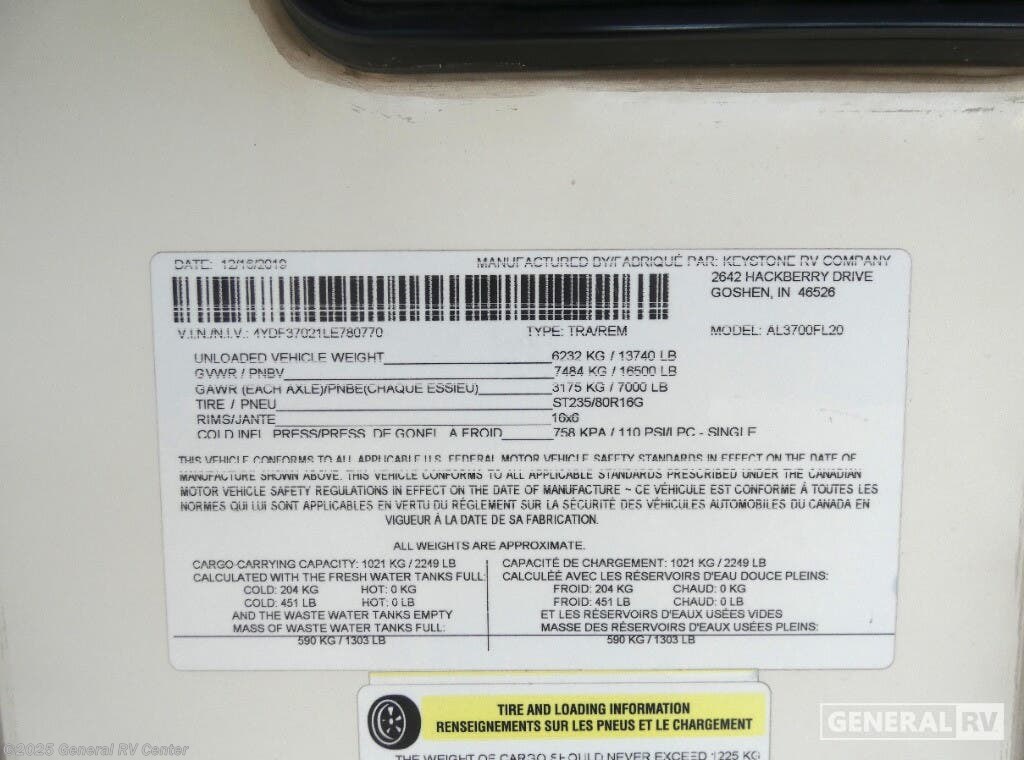 DATE: 12/16/2019 MANUFACTURED BY/FABRIQUÉ PAR: KEYSTONE RV COMPANY
2642 HACKBERRY DRIVE
GOSHEN, IN 46526
V.I.N./N.I.V.: 4YDF37021LE780770 TYPE: TRA/REM MODEL: AL3700FL20
UNLOADED VEHICLE WEIGHT 6232 KG / 13740 LB
GVWR / PNBV 7484 KG / 16500 LB
GAWR (EACH AXLE)/PNBE(CHAQUE ESSIEU) 3175 KG / 7000 LB
TIRE / PNEU ST235/80R16G
RIMS/JANTE 16x6
COLD INFL. PRESS/PRESS. DE GONFL. À FROID 758 KPA / 110 PSI/LPC - SINGLE
THIS VEHICLE CONFORMS TO ALL APPLICABLE U.S. FEDERAL MOTOR VEHICLE SAFETY STANDARDS IN EFFECT ON THE DATE OF
MANUFACTURE SHOWN ABOVE. THIS VEHICLE CONFORMS TO ALL APPLICABLE STANDARDS PRESCRIBED UNDER THE CANADIAN
MOTOR VEHICLE SAFETY REGULATIONS IN EFFECT ON THE DATE OF MANUFACTURE ~ CE VÉHICULE EST CONFORME À TOUTES LES
NORMES QUI LUI SONT APPLICABLES EN VERTU DU RÉGLEMENT SUR LA SÉCURITÉ DES VÉHICULES AUTOMOBILES DU CANADA EN
VIGUEUR À LA DATE DE SA FABRICATION.
ALL WEIGHTS ARE APPROXIMATE.
CARGO CARRYING CAPACITY: 1021 KG / 2249 LB
CALCULATED WITH THE FRESH WATER TANKS FULL:
COLD: 204 KG HOT: 0 KG
COLD: 451 LB HOT: 0 LB
AND THE WASTE WATER TANKS EMPTY
MASS OF WASTE WATER TANKS FULL:
590 KG / 1303 LB
CAPACITÉ DE CHARGEMENT: 1021 KG / 2249 LB
CALCULÉE AVEC LES RÉSERVOIRS D'EAU DOUCE PLEINS:
FROID: 204 KG CHAUD: 0 KG
FROID: 451 LB CHAUD: 0 LB
ET LES RÉSERVOIRS D'EAUX USÉES VIDES
MASSE DES RÉSERVOIRS D'EAUX USÉES PLEINS:
590 KG / 1303 LB
TIRE AND LOADING INFORMATION
RENSEIGNEMENTS SUR LES PNEUS ET LE CHARGEMENT
THE WEIGHT OF CARGO SHOULD NEVER EXCEED 1225 KG
GENERAL RV
©2025 General RV Center